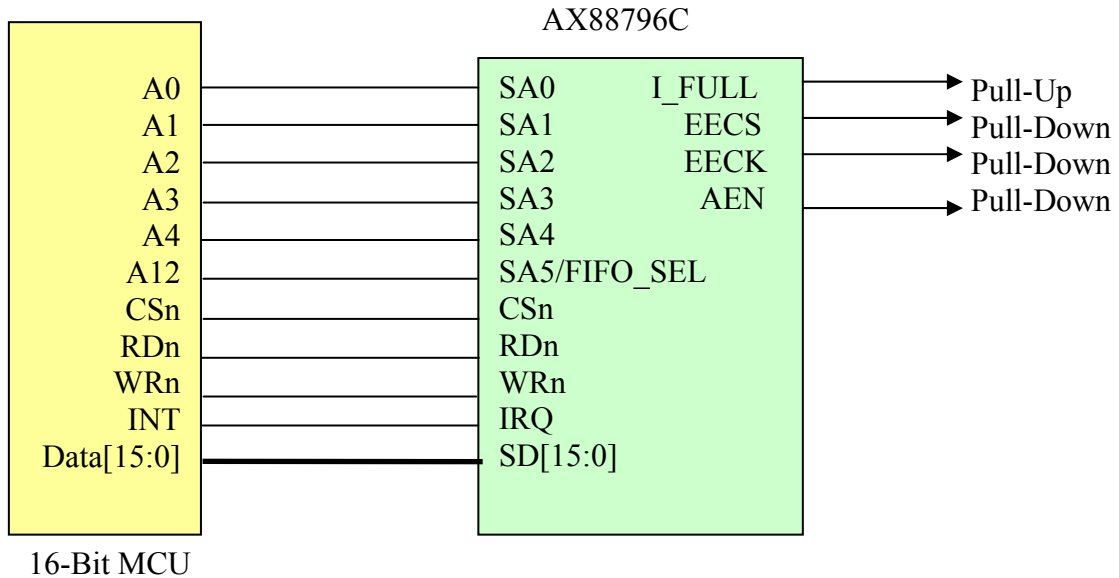 AX88796C
A0
A1
A2
A3
A4
A12
CSn
RDn
WRn
INT
Data[15:0]
SA0 I_FULL
SA1 EECS
SA2 EECK
SA3 AEN
SA4
SA5/FIFO_SEL
CSn
RDn
WRn
IRQ
SD[15:0]
Pull-Up
Pull-Down
Pull-Down
Pull-Down
16-Bit MCU